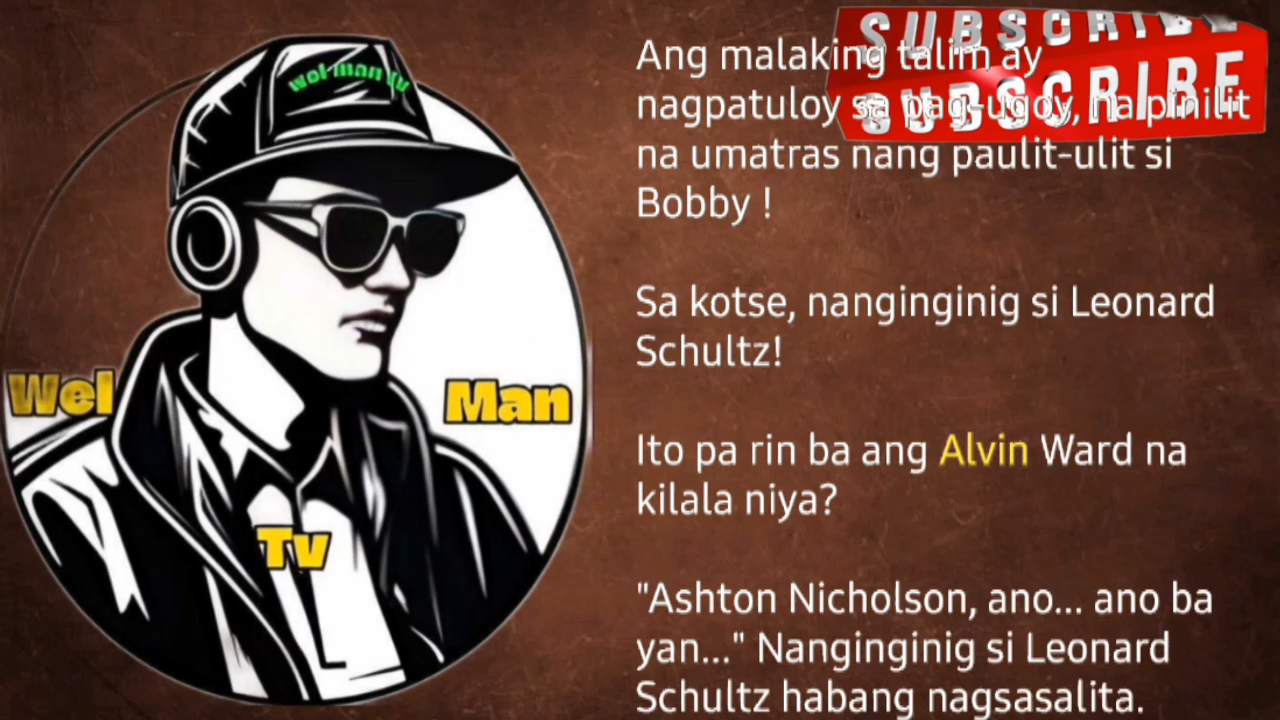 SUBSCRIBE
SUBSCRIBE
wel man tv
Wel
Man
Tv
Ang malaking talim ay
nagpatuloy sa pag-ugoy, na pinilit
na umatras nang paulit-ulit si
Bobby !
Sa kotse, nanginginig si Leonard
Schultz!
Ito pa rin ba ang Alvin Ward na
kilala niya?
"Ashton Nicholson, ano... ano ba
yan..." Nanginginig si Leonard
Schultz habang nagsasalita.